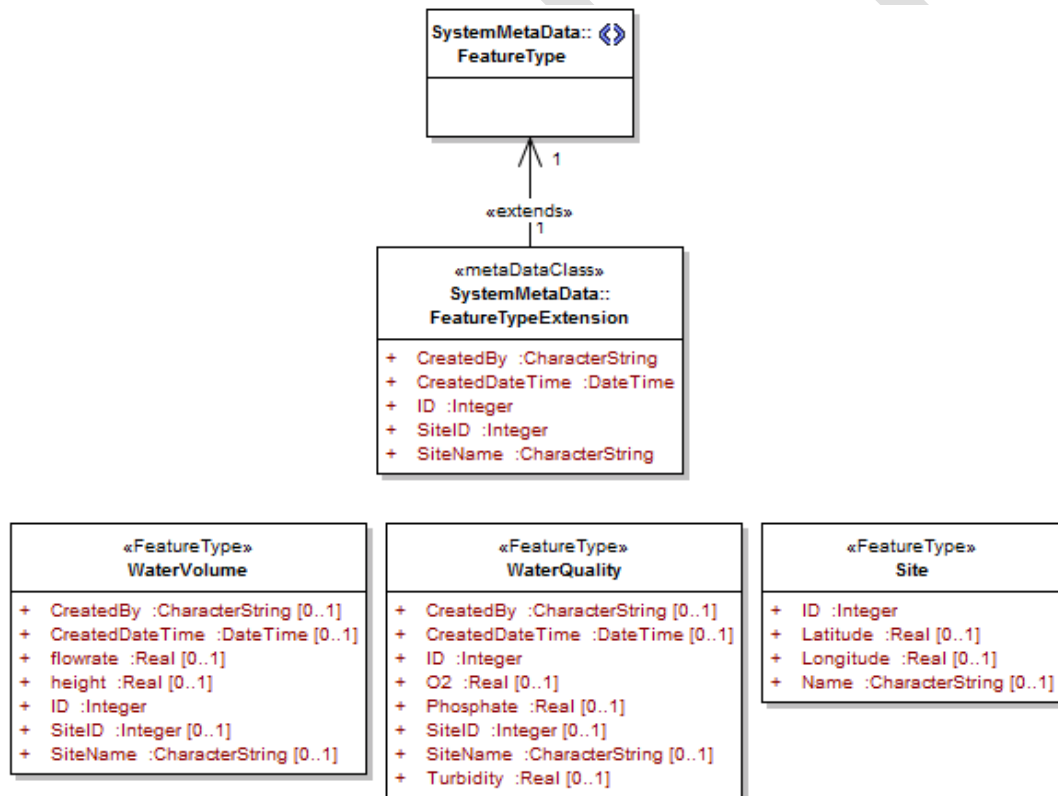 SystemMetaData::
FeatureType
1
«extends»
1
«metaDataClass»
SystemMetaData::
FeatureTypeExtension
+ CreatedBy :CharacterString
+ CreatedDateTime :DateTime
+ ID :Integer
+ SiteID :Integer
+ SiteName :CharacterString
«FeatureType»
WaterVolume
+ CreatedBy :CharacterString [0..1]
+ CreatedDateTime :DateTime [0..1]
+ flowrate :Real [0..1]
+ height :Real [0..1]
+ ID :Integer
+ SiteID :Integer [0..1]
+ SiteName :CharacterString [0..1]
«FeatureType»
WaterQuality
+ CreatedBy :CharacterString [0..1]
+ CreatedDateTime :DateTime [0..1]
+ ID :Integer
+ O2 :Real [0..1]
+ Phosphate :Real [0..1]
+ SiteID :Integer [0..1]
+ SiteName :CharacterString [0..1]
+ Turbidity :Real [0..1]
«FeatureType»
Site
+ ID :Integer
+ Latitude :Real [0..1]
+ Longitude :Real [0..1]
+ Name :CharacterString [0..1]